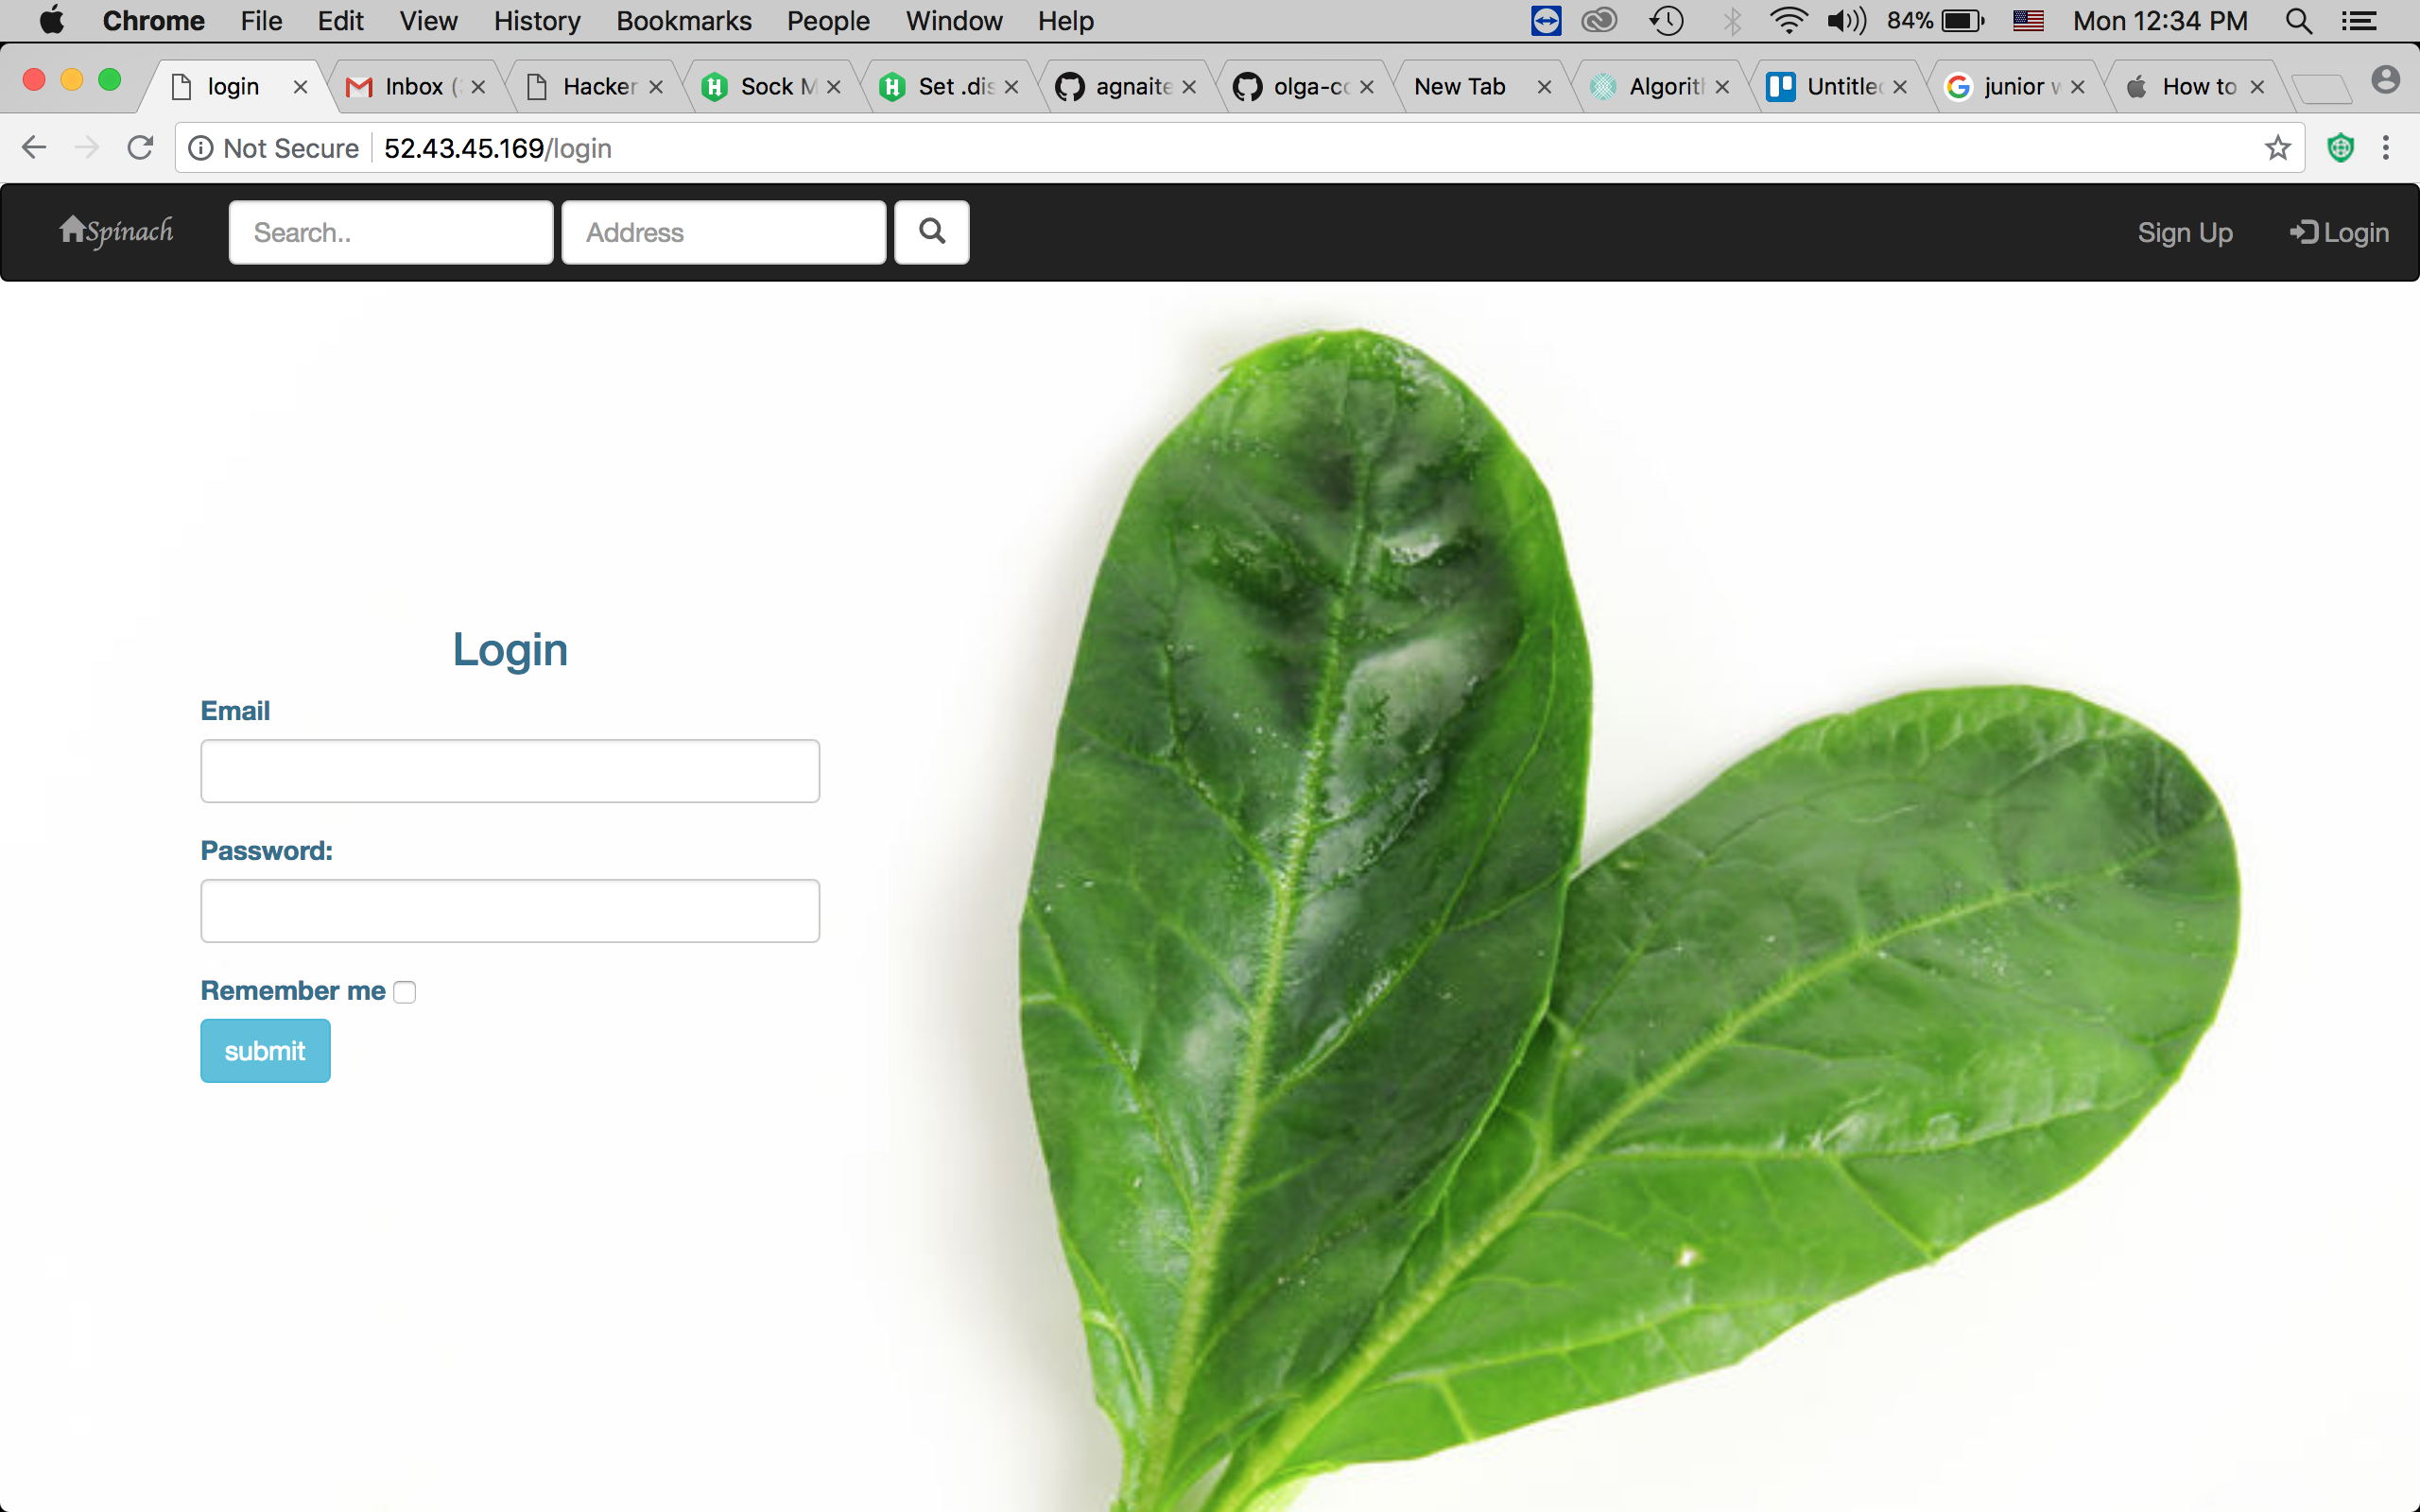 Chrome File Edit View History Bookmarks People Window Help 84% Mon 12:34 PM
login Inbox ( Hacker Sock M Set .dis agnaite olga-cc New Tab Algorit Untitle junior How to
Not Secure 52.43.45.169/login
Spinach Search.. Address Sign Up Login
Login
Email
Password:
Remember me
submit